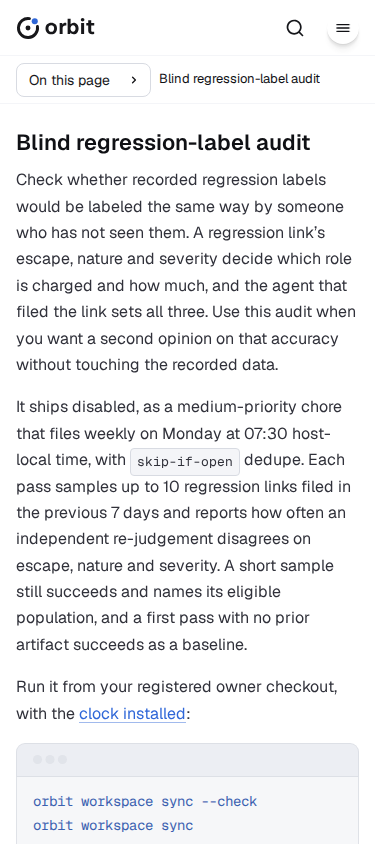 orbit
On this page
Blind regression-label audit
Blind regression-label audit
Check whether recorded regression labels
would be labeled the same way by someone
who has not seen them. A regression link’s
escape, nature and severity decide which role
is charged and how much, and the agent that
filed the link sets all three. Use this audit when
you want a second opinion on that accuracy
without touching the recorded data.
It ships disabled, as a medium-priority chore
that files weekly on Monday at 07:30 host-
local time, with skip-if-open dedupe. Each
pass samples up to 10 regression links filed in
the previous 7 days and reports how often an
independent re-judgement disagrees on
escape, nature and severity. A short sample
still succeeds and names its eligible
population, and a first pass with no prior
artifact succeeds as a baseline.
Run it from your registered owner checkout,
with the clock installed:
orbit workspace sync --check
orbit workspace sync